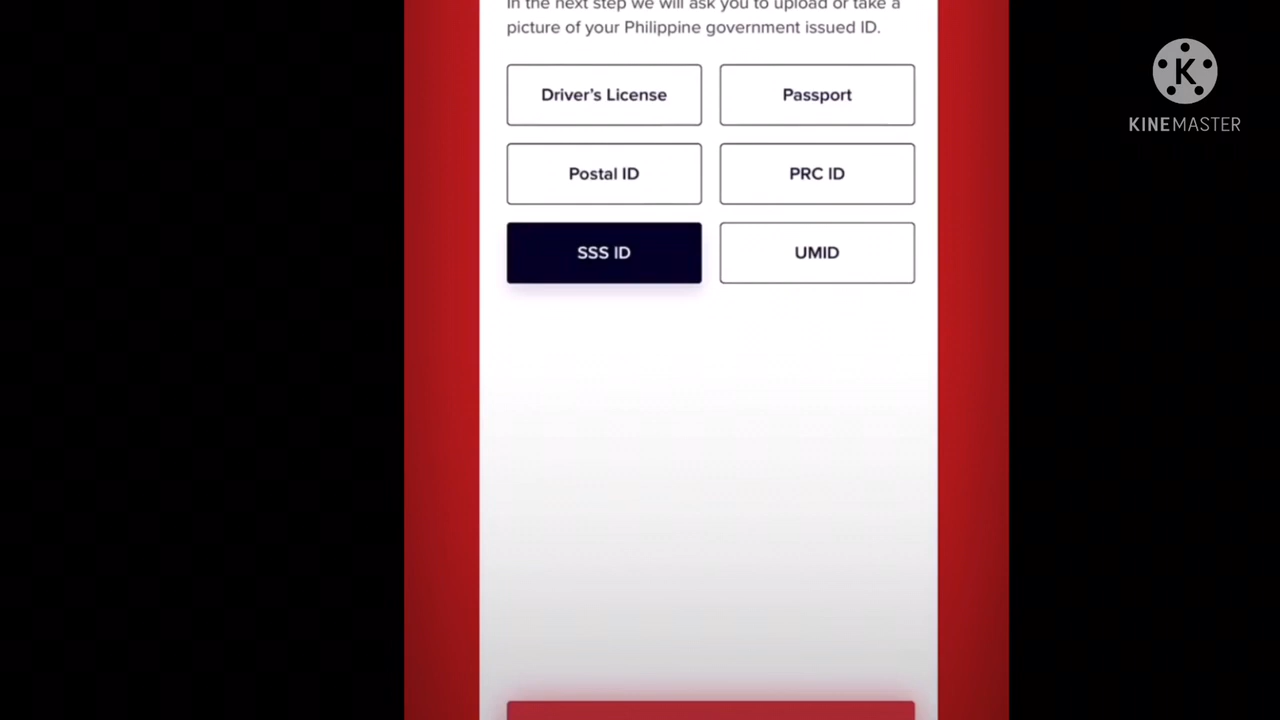 In the next step we will ask you to upload or take a
picture of your Philippine government issued ID.
Driver's License
Passport
Postal ID
PRC ID
SSS ID
UMID
K
KINEMASTER